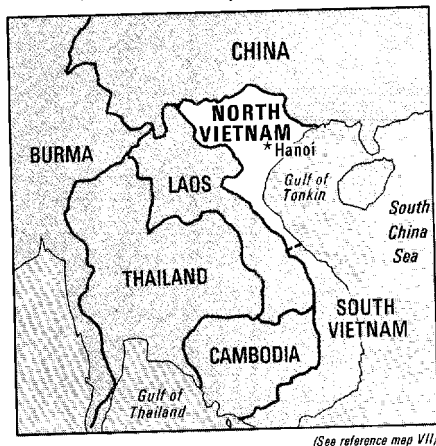 CHINA
NORTH
VIETNAM
BURMA
Hanoi
LAOS
Gulf of
Tonkin
South
China
Sea
THAILAND
SOUTH
VIETNAM
CAMBODIA
Gulf of
Thailand
(See reference map VII)